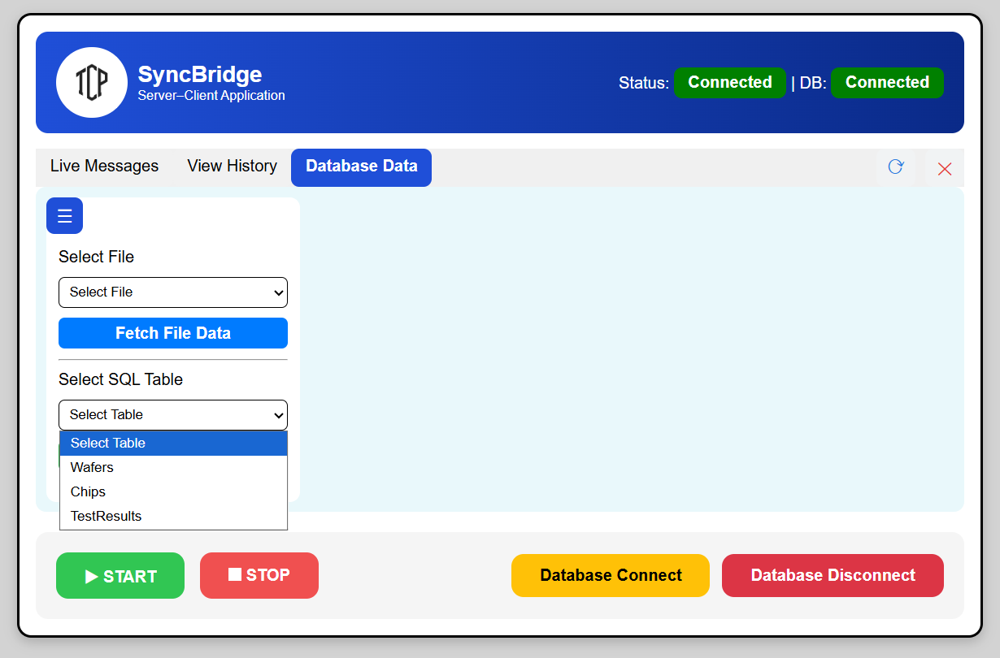 TCP
SyncBridge
Server–Client Application
Status: Connected | DB: Connected
Live Messages View History Database Data
Select File
Select File
Fetch File Data
Select SQL Table
Select Table
Select Table
Wafers
Chips
TestResults
START STOP Database Connect Database Disconnect